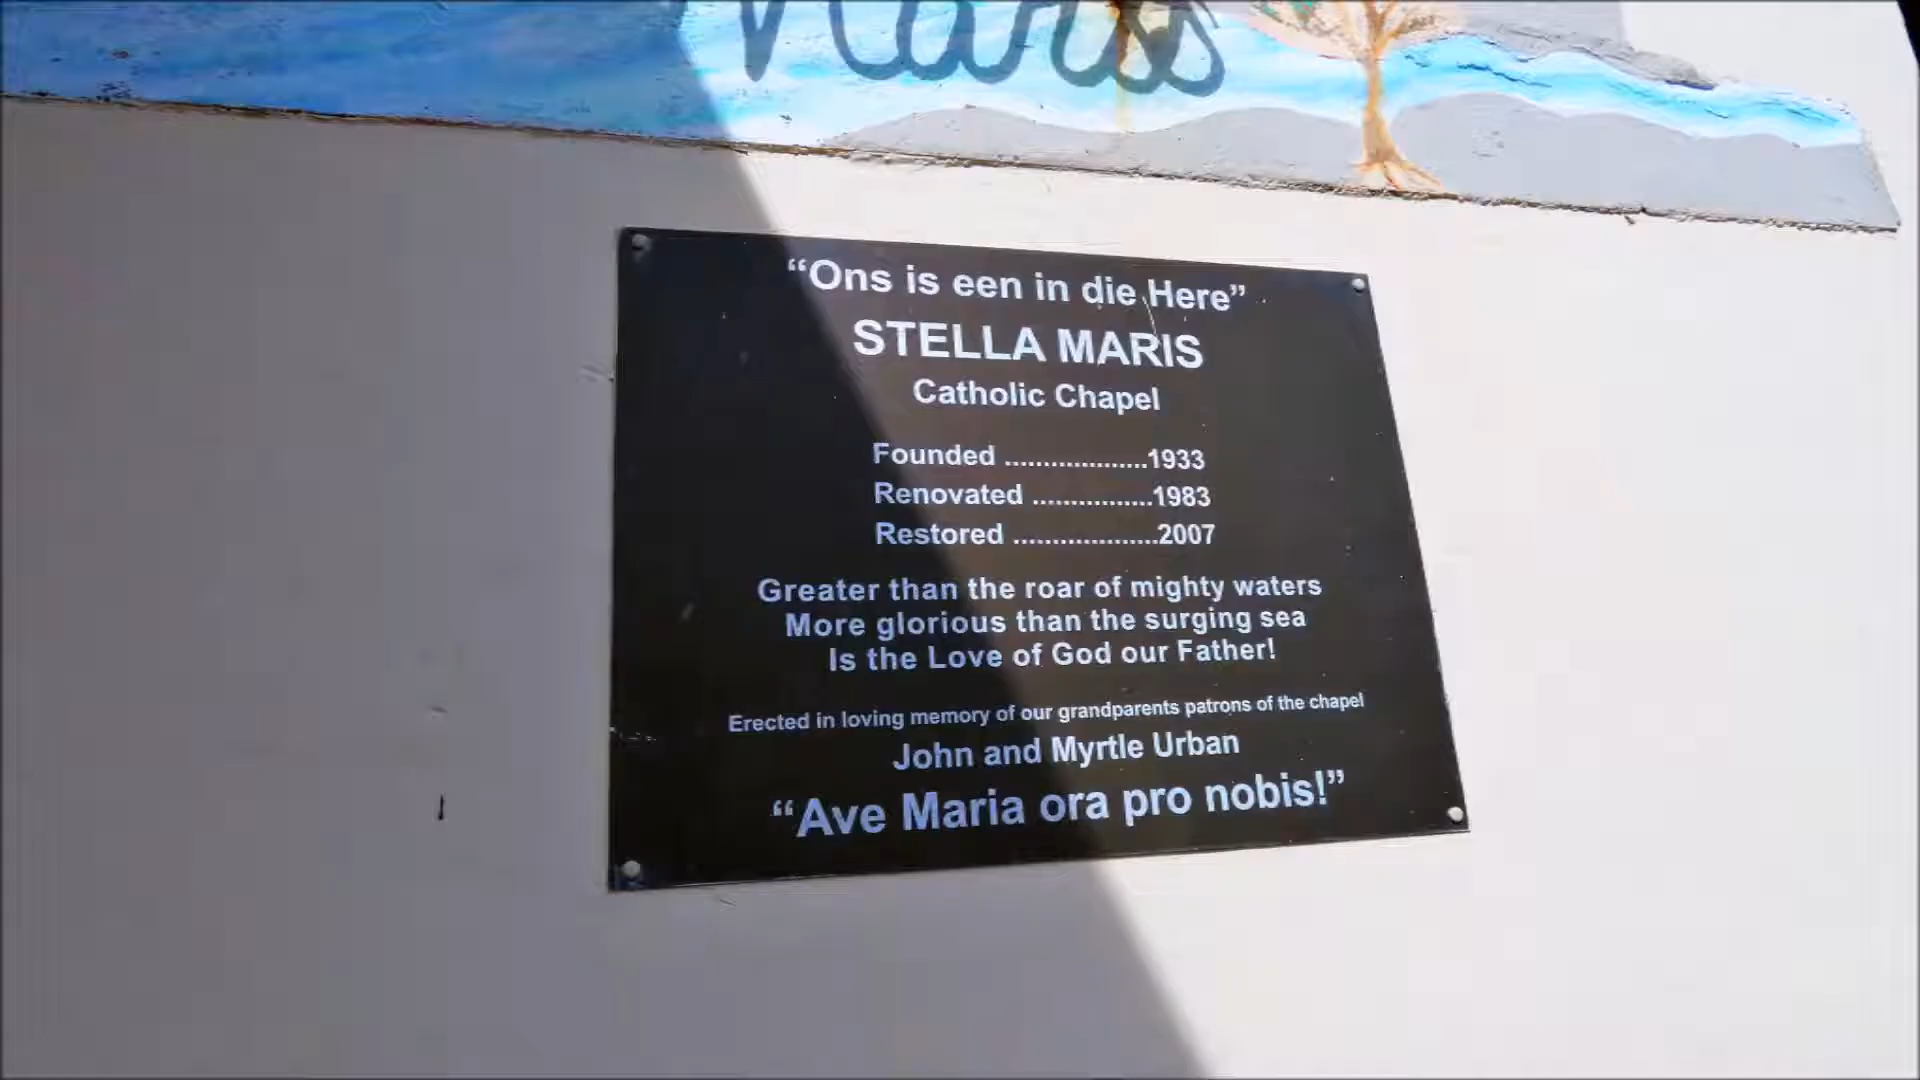 Maris
“Ons is een in die Here”
STELLA MARIS
Catholic Chapel
Founded ...................1933
Renovated ................1983
Restored ...................2007
Greater than the roar of mighty waters
More glorious than the surging sea
Is the Love of God our Father!
Erected in loving memory of our grandparents patrons of the chapel
John and Myrtle Urban
“Ave Maria ora pro nobis!”